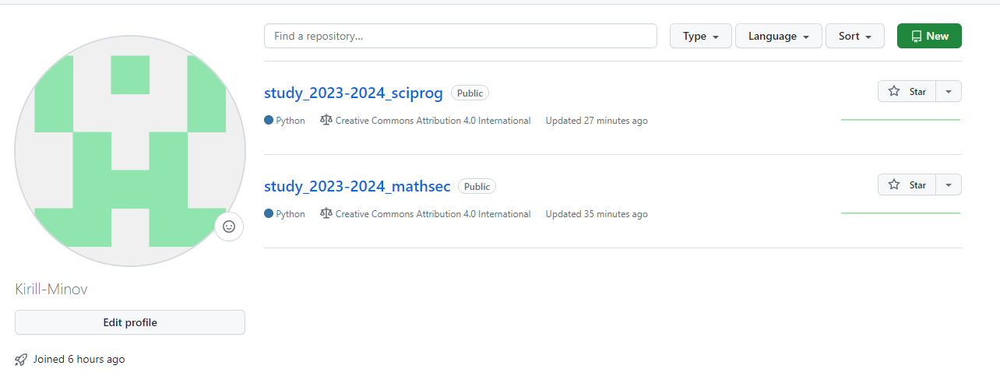 Find a repository...
Type
Language
Sort
New
study_2023-2024_sciprog Public
Star
Python Creative Commons Attribution 4.0 International Updated 27 minutes ago
study_2023-2024_mathsec Public
Star
Python Creative Commons Attribution 4.0 International Updated 35 minutes ago
Kirill-Minov
Edit profile
Joined 6 hours ago